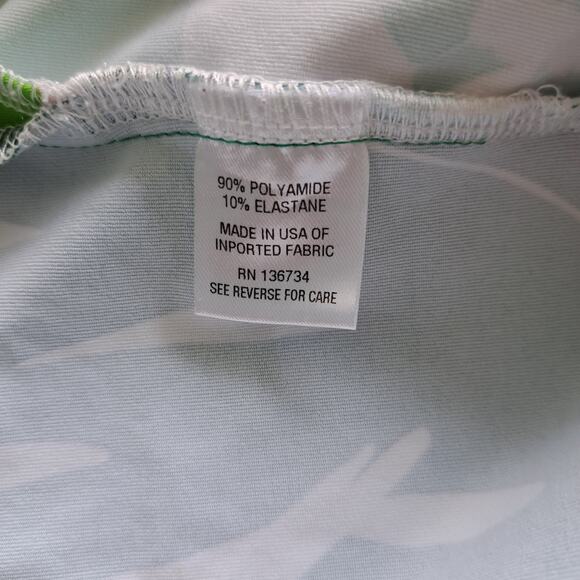 90% POLYAMIDE
10% ELASTANE
MADE IN USA OF
INPORTED FABRIC
RN 136734
SEE REVERSE FOR CARE